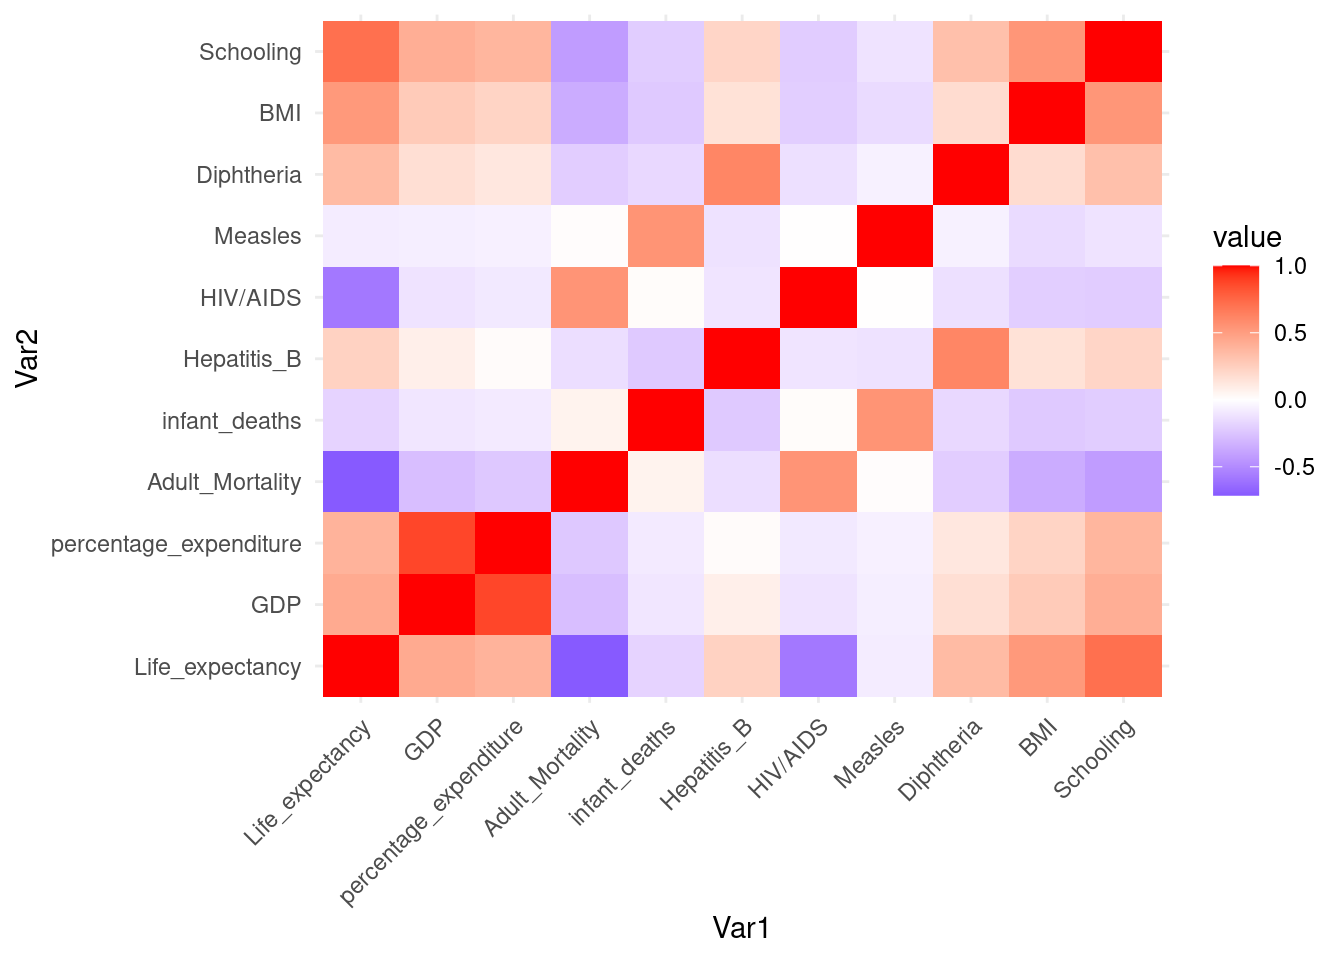 Schooling
BMI
Diphtheria
Measles
HIV/AIDS
Hepatitis_B
infant_deaths
Adult_Mortality
percentage_expenditure
GDP
Life_expectancy
Var2
Life_expectancy
GDP
percentage_expenditure
Adult_Mortality
infant_deaths
Hepatitis_B
HIV/AIDS
Measles
Diphtheria
BMI
Schooling
Var1
value
1.0
0.5
0.0
-0.5